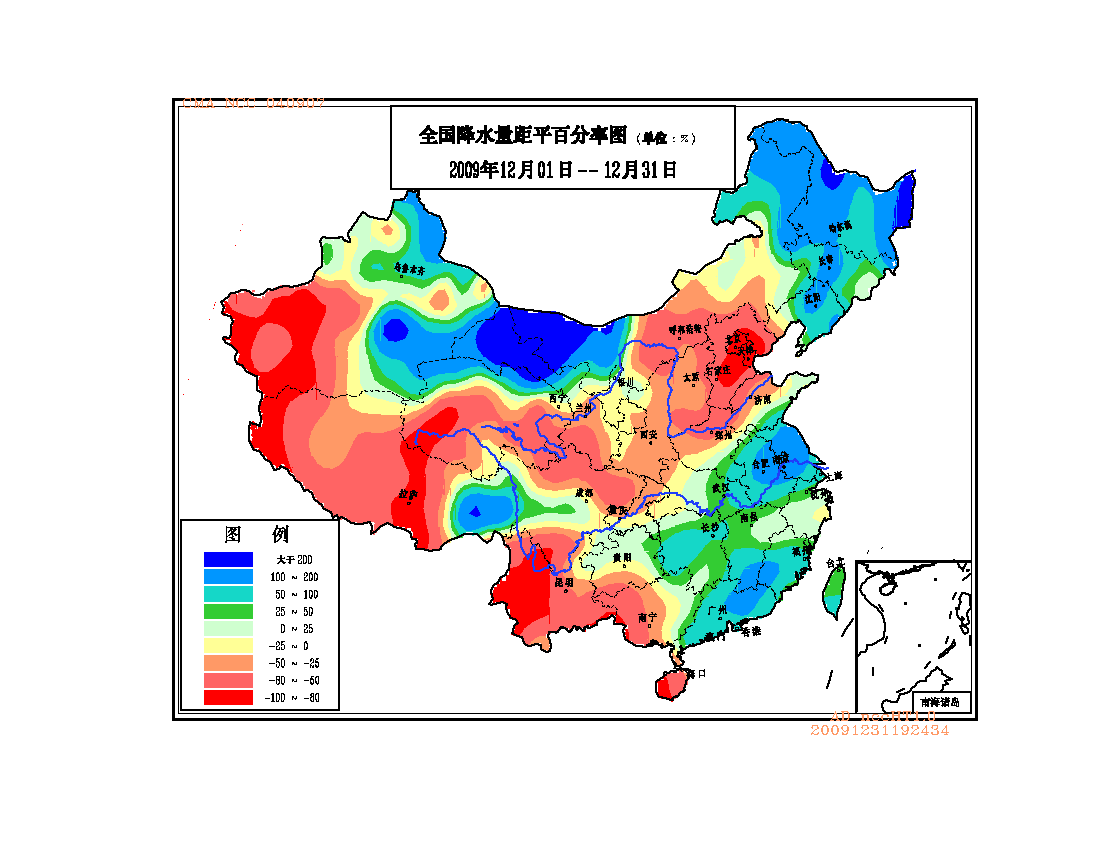 CMA NCC 040902
全国降水量距平百分率图 (单位:%)
2009年12月01日 -- 12月31日
哈尔滨
长春
乌鲁木齐
沈阳
呼和浩特
北京
天津
石家庄
太原
银川
西宁
济南
兰州
西安
郑州
合肥
南京
上海
成都
武汉
杭州
拉萨
重庆
南昌
长沙
贵阳
福州
台北
昆明
广州
南宁
香港
澳门
海口
图 例
大于 200
100 ~ 200
50 ~ 100
25 ~ 50
0 ~ 25
-25 ~ 0
-50 ~ -25
-80 ~ -50
-100 ~ -80
南海诸岛
20091231192434